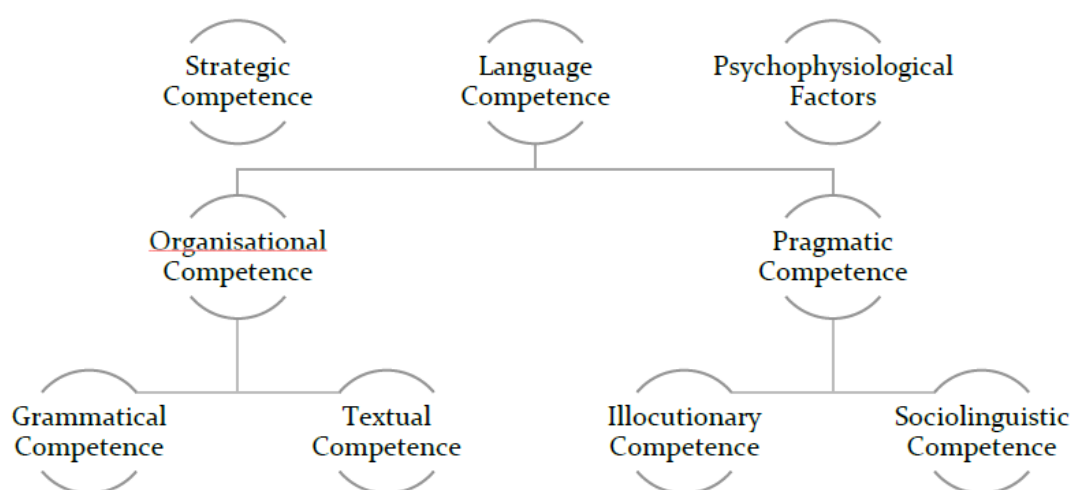 Strategic
Competence
Language
Competence
Psychophysiological
Factors
Organisational
Competence
Pragmatic
Competence
Grammatical
Competence
Textual
Competence
Illocutionary
Competence
Sociolinguistic
Competence